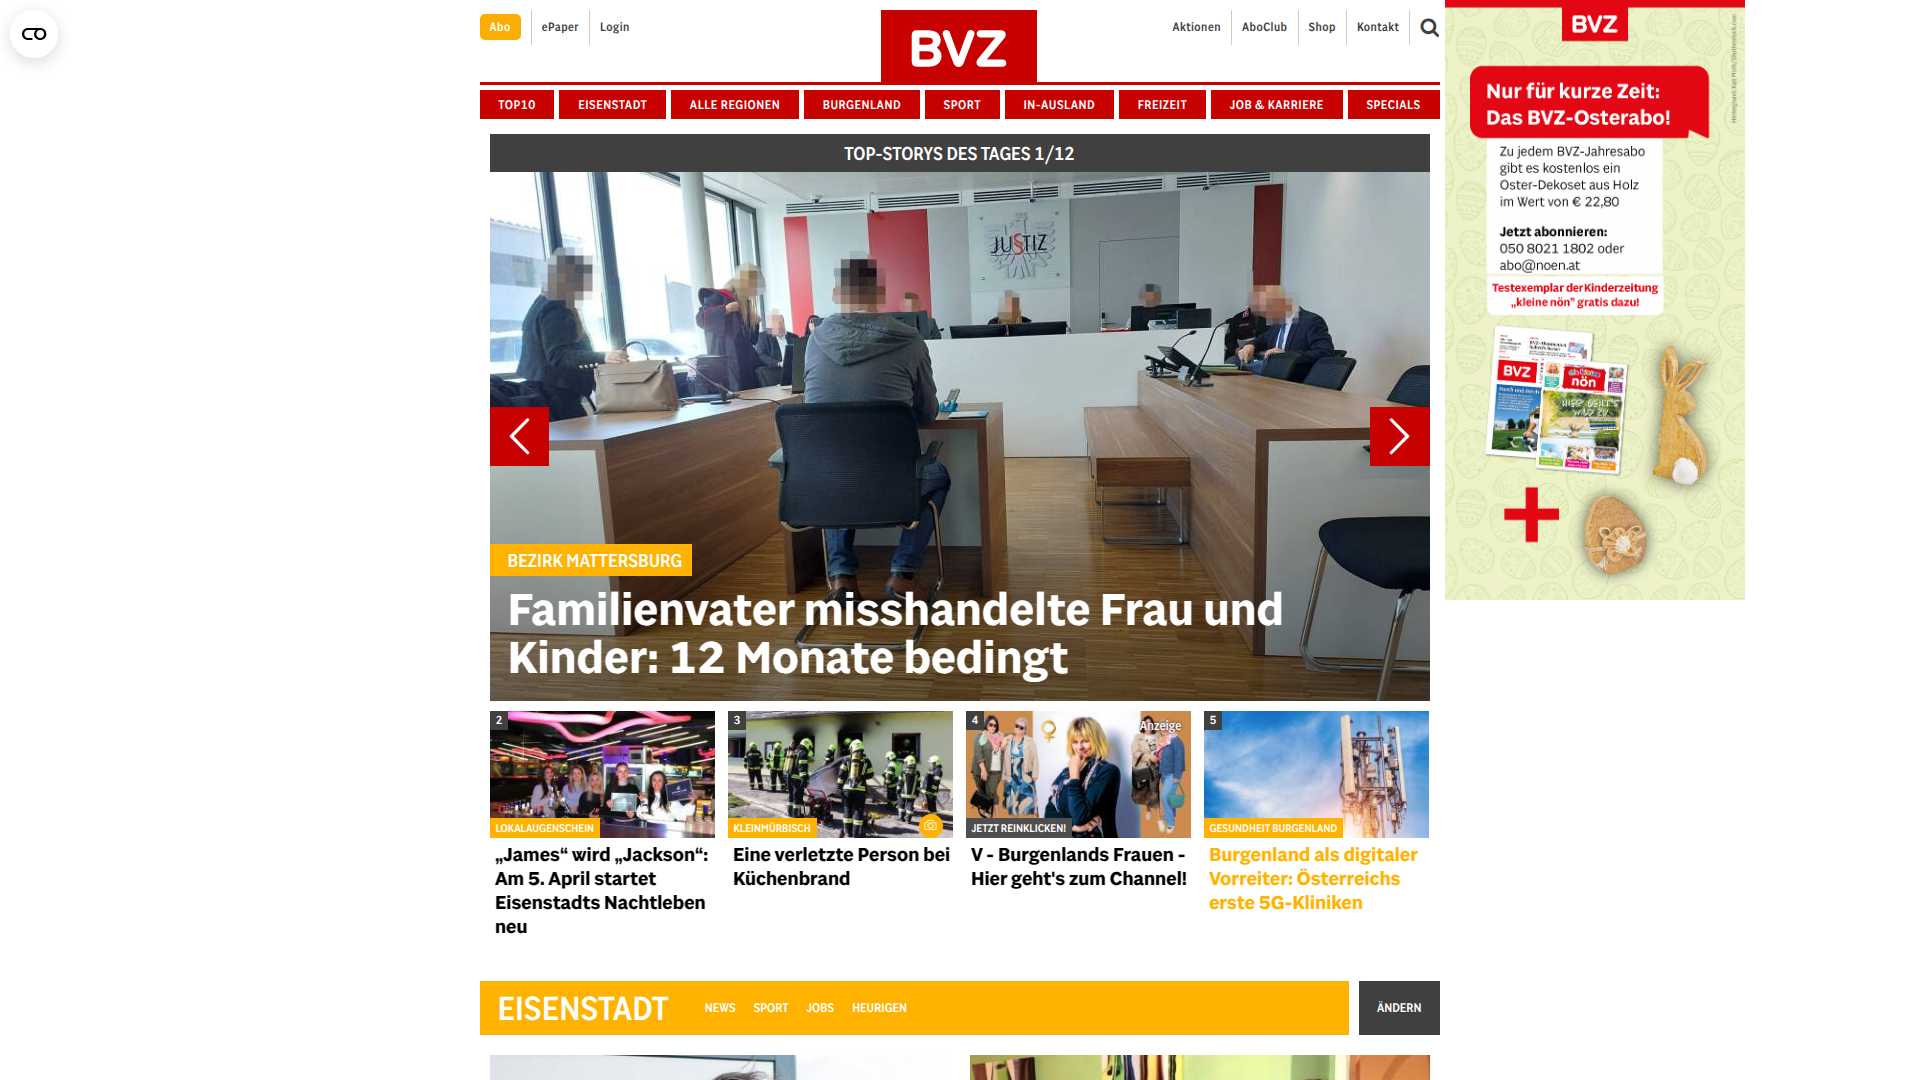 Abo
ePaper
Login
BVZ
Aktionen
AboClub
Shop
Kontakt
TOP10
EISENSTADT
ALLE REGIONEN
BURGENLAND
SPORT
IN-AUSLAND
FREIZEIT
JOB & KARRIERE
SPECIALS
TOP-STORYS DES TAGES 1/12
JUSTIZ
BEZIRK MATTERSBURG
Familienvater misshandelte Frau und
Kinder: 12 Monate bedingt
2
LOKALAUGENSCHEIN
„James“ wird „Jackson“:
Am 5. April startet
Eisenstadts Nachtleben
neu
3
KLEINMÜRBISCH
Eine verletzte Person bei
Küchenbrand
4
Anzeige
JETZT REINKLICKEN!
V - Burgenlands Frauen -
Hier geht's zum Channel!
5
GESUNDHEIT BURGENLAND
Burgenland als digitaler
Vorreiter: Österreichs
erste 5G-Kliniken
EISENSTADT
NEWS
SPORT
JOBS
HEURIGEN
ÄNDERN
BVZ
Nur für kurze Zeit:
Das BVZ-Osterabo!
Zu jedem BVZ-Jahresabo
gibt es kostenlos ein
Oster-Dekoset aus Holz
im Wert von € 22,80
Jetzt abonnieren:
050 8021 1802 oder
abo@noen.at
Testexemplar der Kinderzeitung
„kleine nön” gratis dazu!
BVZ
nön